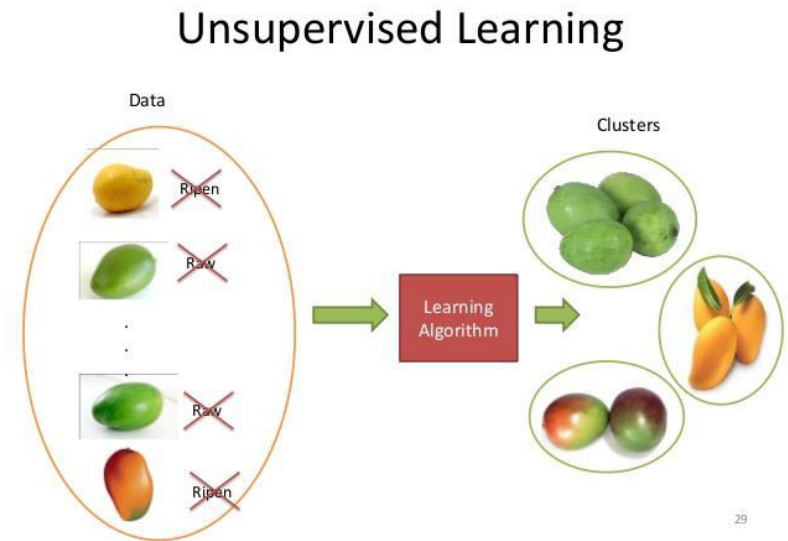 Unsupervised Learning
Data
Clusters
Ripen
Raw
Learning
Algorithm
Raw
Ripen
29